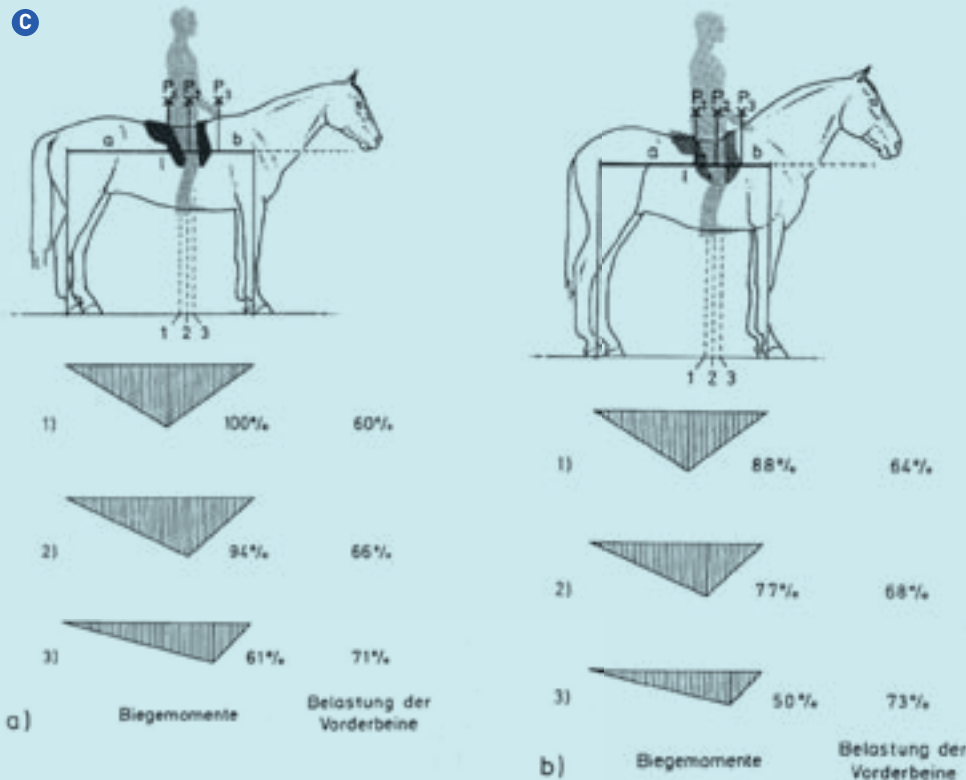 C
P₁ P₂ P₃
a b
l
1 2 3
1) 100% 60%
2) 94% 66%
3) 61% 71%
a) Biegemomente Belastung der
Vorderbeine
P₁ P₂ P₃
a b
l
1 2 3
1) 88% 64%
2) 77% 68%
3) 50% 73%
b) Biegemomente Belastung der
Vorderbeine